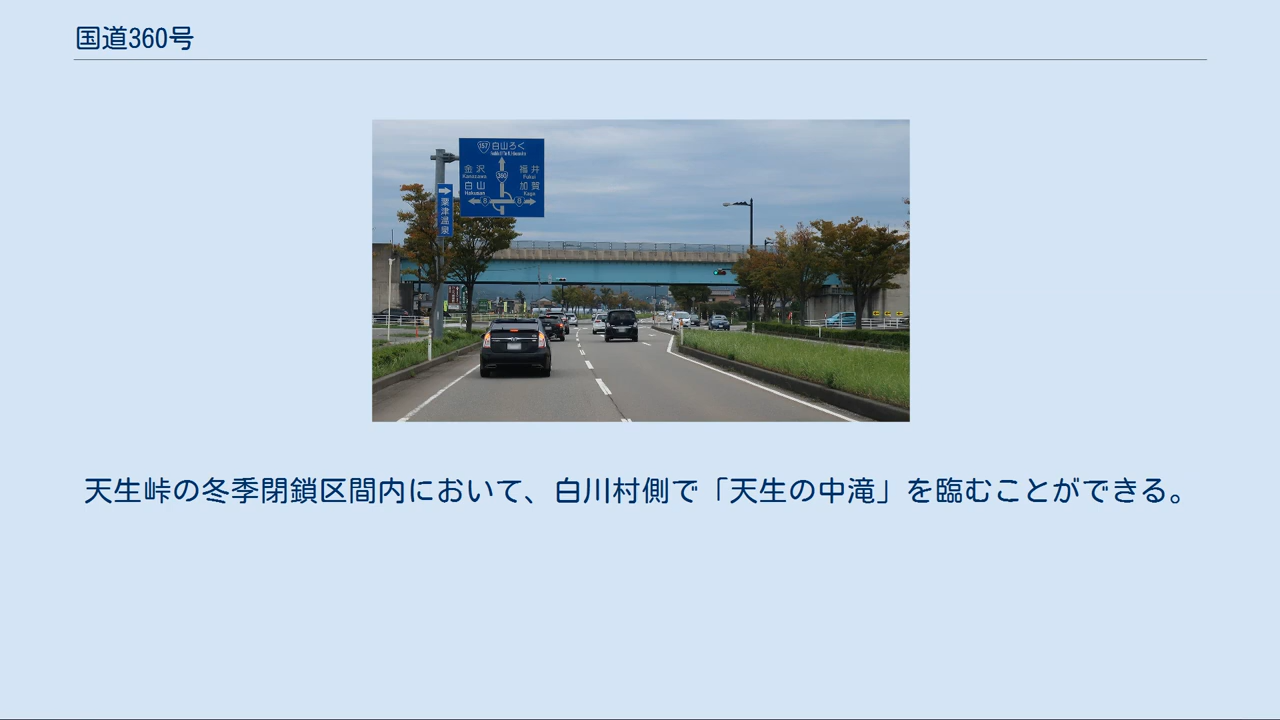 国道360号
157 白山ろく
金沢 福井
Kanazawa Fukui
360
白山 加賀
Hakusan Kaga
8 8
粟津温泉
天生峠の冬季閉鎖区間内において、白川村側で「天生の中滝」を臨むことができる。